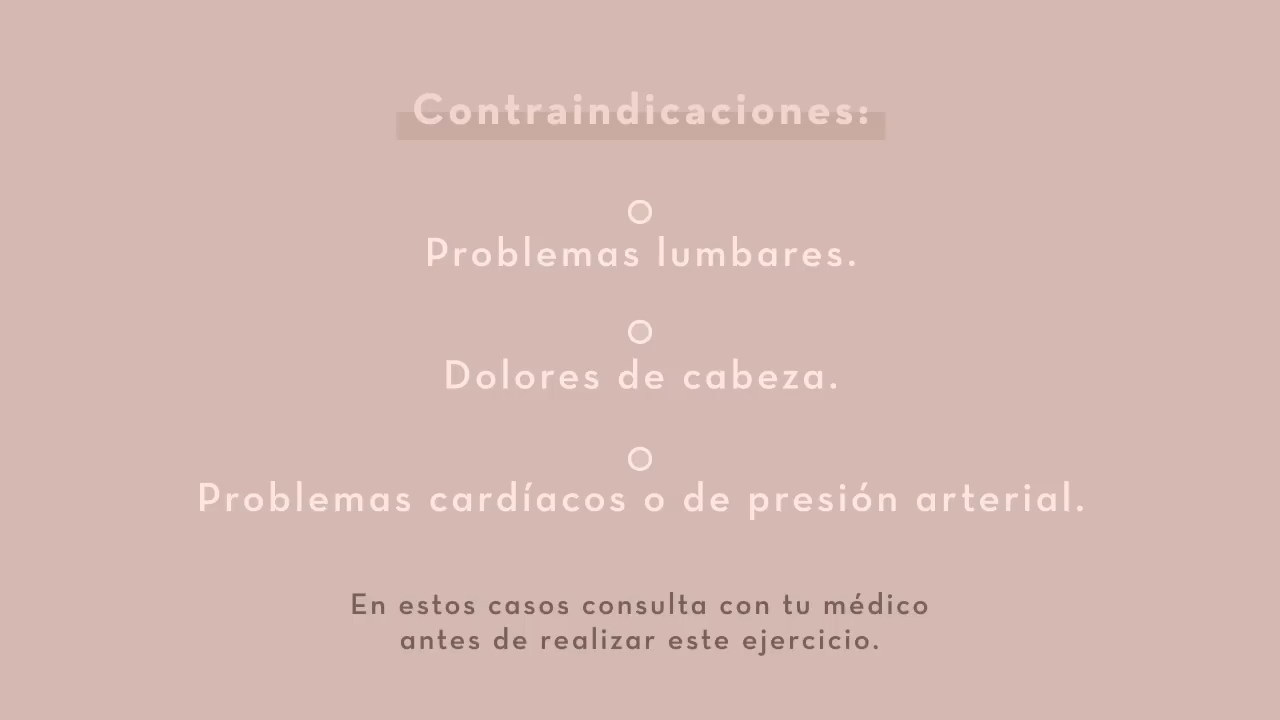 Contraindicaciones:
Problemas lumbares.
Dolores de cabeza.
Problemas cardíacos o de presión arterial.
En estos casos consulta con tu médico
antes de realizar este ejercicio.